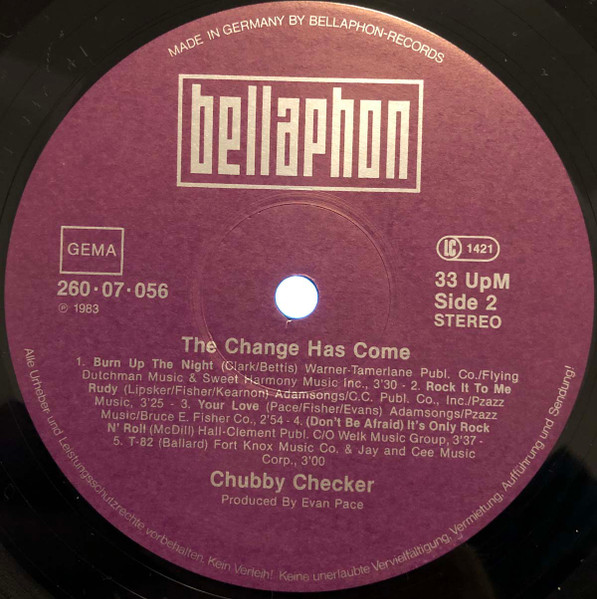 MADE IN GERMANY BY BELLAPHON-RECORDS
bellaphon
GEMA
LC 1421
260·07·056
℗ 1983
33 UpM
Side 2
STEREO
The Change Has Come
1. Burn Up The Night (Clark/Bettis) Warner-Tamerlane Publ. Co./Flying
Dutchman Music & Sweet Harmony Music Inc., 3'30 - 2. Rock It To Me
Rudy (Lipsker/Fisher/Kearnon) Adamsongs/C.C. Publ. Co., Inc./Pzazz
Music, 3'25 - 3. Your Love (Pace/Fisher/Evans) Adamsongs/Pzazz
Music/Bruce E. Fisher Co., 2'54 - 4. (Don't Be Afraid) It's Only Rock
N' Roll (McDill) Hall-Clement Publ. C/O Welk Music Group, 3'37 -
5. T-82 (Ballard) Fort Knox Music Co. & Jay and Cee Music
Corp., 3'00
Chubby Checker
Produced By Evan Pace
Alle Urheber- und Leistungsschutzrechte vorbehalten. Kein Verleih! Keine unerlaubte Vervielfältigung, Vermietung, Aufführung und Sendung!